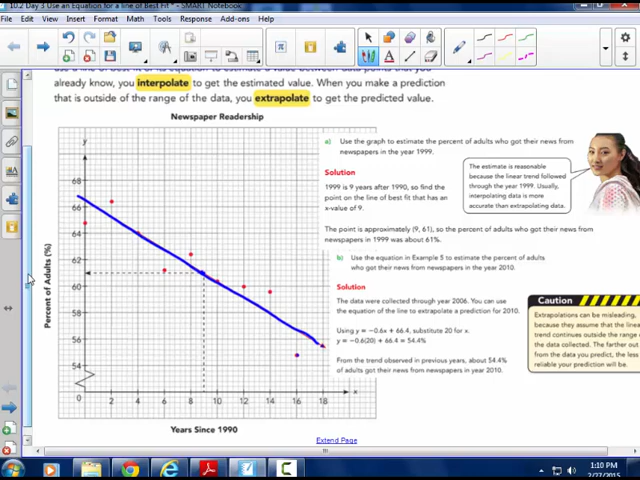 10.2 Day 3 Use an Equation for a line of Best Fit * - SMART Notebook
File Edit View Insert Format Math Tools Response Add-ons Help
already know, you interpolate to get the estimated value. When you make a prediction
that is outside of the range of the data, you extrapolate to get the predicted value.
Newspaper Readership
y
68
66
64
62
60
58
56
54
0 2 4 6 8 10 12 14 16 18 x
Percent of Adults (%)
Years Since 1990
a) Use the graph to estimate the percent of adults who got their news from
newspapers in the year 1999.
Solution
1999 is 9 years after 1990, so find the
point on the line of best fit that has an
x-value of 9.
The estimate is reasonable
because the linear trend followed
through the year 1999. Usually,
interpolating data is more
accurate than extrapolating data.
The point is approximately (9, 61), so the percent of adults who got their news from
newspapers in 1999 was about 61%.
b) Use the equation in Example 5 to estimate the percent of adults
who got their news from newspapers in the year 2010.
Solution
The data were collected through year 2006. You can use
the equation of the line to extrapolate a prediction for 2010.
Using y = -0.6x + 66.4, substitute 20 for x.
y = -0.6(20) + 66.4 = 54.4%
From the trend observed in previous years, about 54.4%
of adults got their news from newspapers in year 2010.
Caution
Extrapolations can be misleading,
because they assume that the linea
trend continues outside the range o
the data collected. The farther out
from the data you predict, the less
reliable your prediction will be.
Extend Page
1:10 PM
2/27/2015